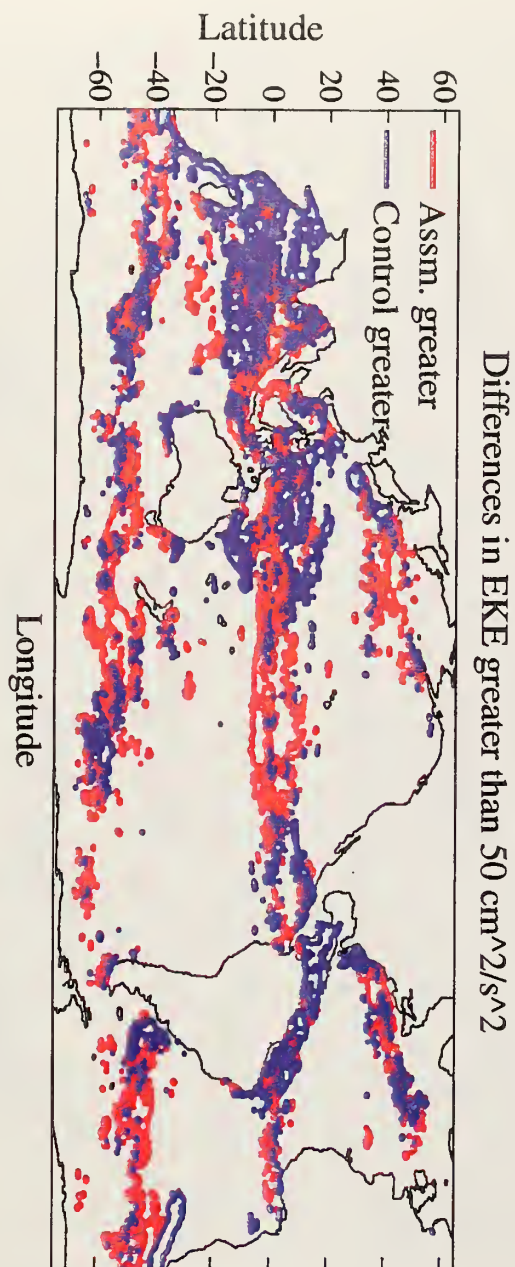 Differences in EKE greater than 50 cm^2/s^2
Assm. greater
Control greater
Latitude
60
40
20
0
-20
-40
-60
Longitude